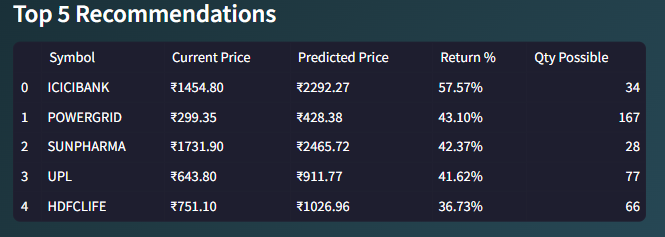 Top 5 Recommendations
Symbol Current Price Predicted Price Return % Qty Possible
0 ICICIBANK ₹1454.80 ₹2292.27 57.57% 34
1 POWERGRID ₹299.35 ₹428.38 43.10% 167
2 SUNPHARMA ₹1731.90 ₹2465.72 42.37% 28
3 UPL ₹643.80 ₹911.77 41.62% 77
4 HDFCLIFE ₹751.10 ₹1026.96 36.73% 66